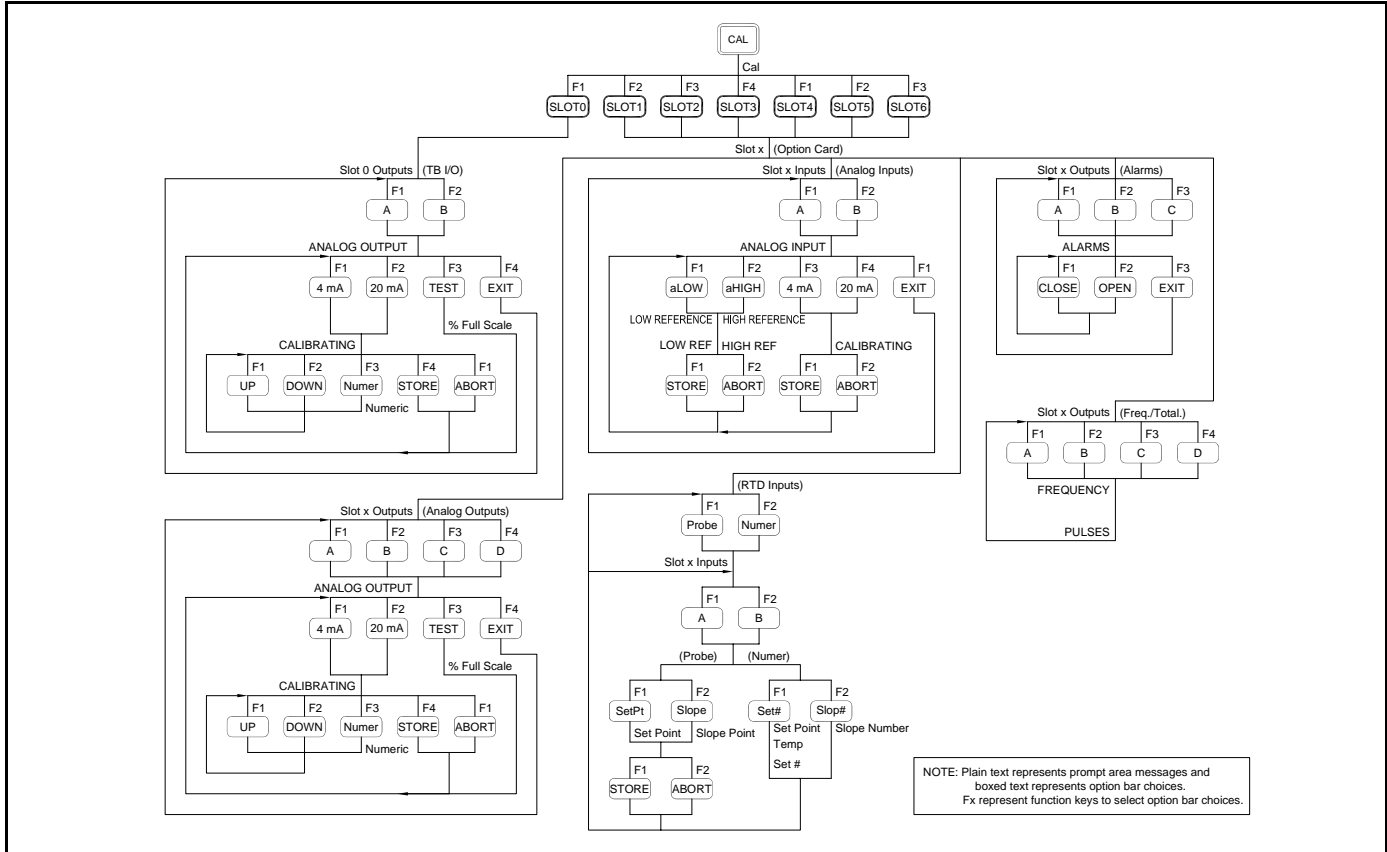 CAL
Cal
F1 F2 F3 F4 F1 F2 F3
SLOT0 SLOT1 SLOT2 SLOT3 SLOT4 SLOT5 SLOT6
Slot x (Option Card)
Slot 0 Outputs (TB I/O)
F1 F2
A B
ANALOG OUTPUT
F1 F2 F3 F4
4 mA 20 mA TEST EXIT
% Full Scale
CALIBRATING
F1 F2 F3 F4 F1
UP DOWN Numer STORE ABORT
Numeric
Slot x Inputs (Analog Inputs)
F1 F2
A B
ANALOG INPUT
F1 F2 F3 F4 F1
aLOW aHIGH 4 mA 20 mA EXIT
LOW REFERENCE HIGH REFERENCE
LOW REF HIGH REF CALIBRATING
F1 F2 F1 F2
STORE ABORT STORE ABORT
Slot x Outputs (Alarms)
F1 F2 F3
A B C
ALARMS
F1 F2 F3
CLOSE OPEN EXIT
Slot x Outputs (Freq./Total.)
F1 F2 F3 F4
A B C D
FREQUENCY
PULSES
Slot x Outputs (Analog Outputs)
F1 F2 F3 F4
A B C D
ANALOG OUTPUT
F1 F2 F3 F4
4 mA 20 mA TEST EXIT
% Full Scale
CALIBRATING
F1 F2 F3 F4 F1
UP DOWN Numer STORE ABORT
Numeric
(RTD Inputs)
F1 F2
Probe Numer
Slot x Inputs
F1 F2
A B
(Probe) (Numer)
F1 F2 F1 F2
SetPt Slope Set# Slop#
Set Point Slope Point Set Point Slope Number
Temp
Set #
F1 F2
STORE ABORT
NOTE: Plain text represents prompt area messages and
boxed text represents option bar choices.
Fx represent function keys to select option bar choices.